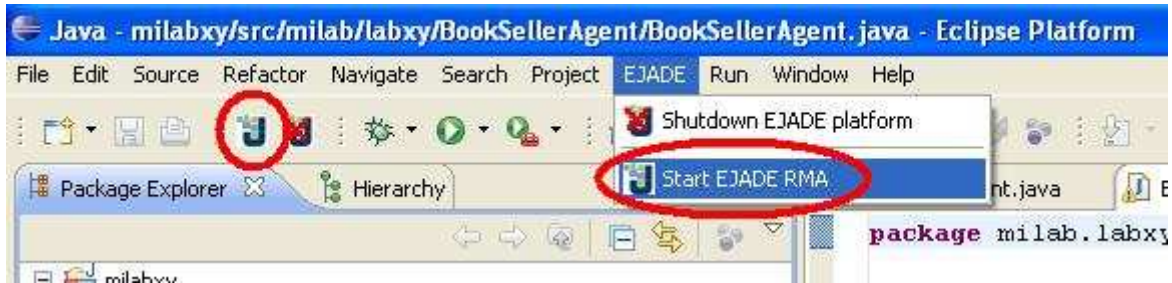 Java - milabxy/src/milab/labxy/BookSellerAgent/BookSellerAgent.java - Eclipse Platform
File Edit Source Refactor Navigate Search Project EJADE Run Window Help
Shutdown EJADE platform
Start EJADE RMA
Package Explorer Hierarchy nt.java
package milab.labxy
milabxy